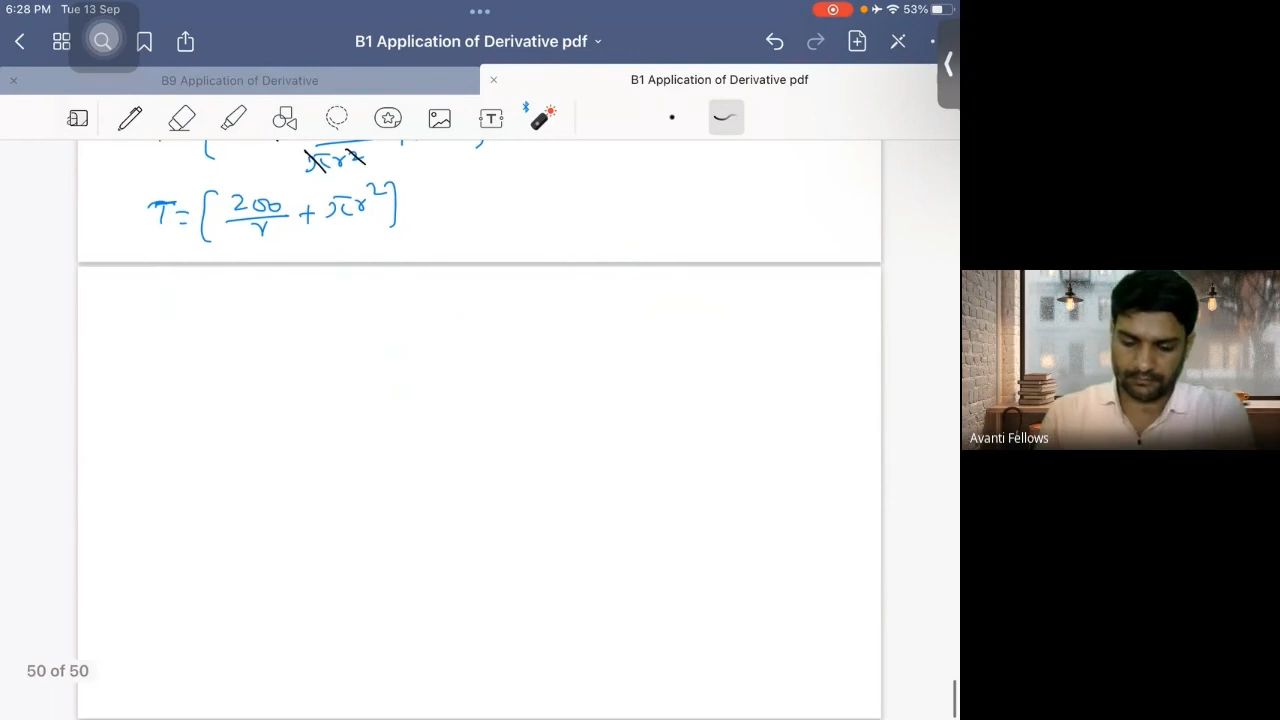 6:28 PM Tue 13 Sep
53%
B1 Application of Derivative pdf
B9 Application of Derivative
B1 Application of Derivative pdf
T
πr²
T = [ 200/r + πr² ]
50 of 50
Avanti Fellows